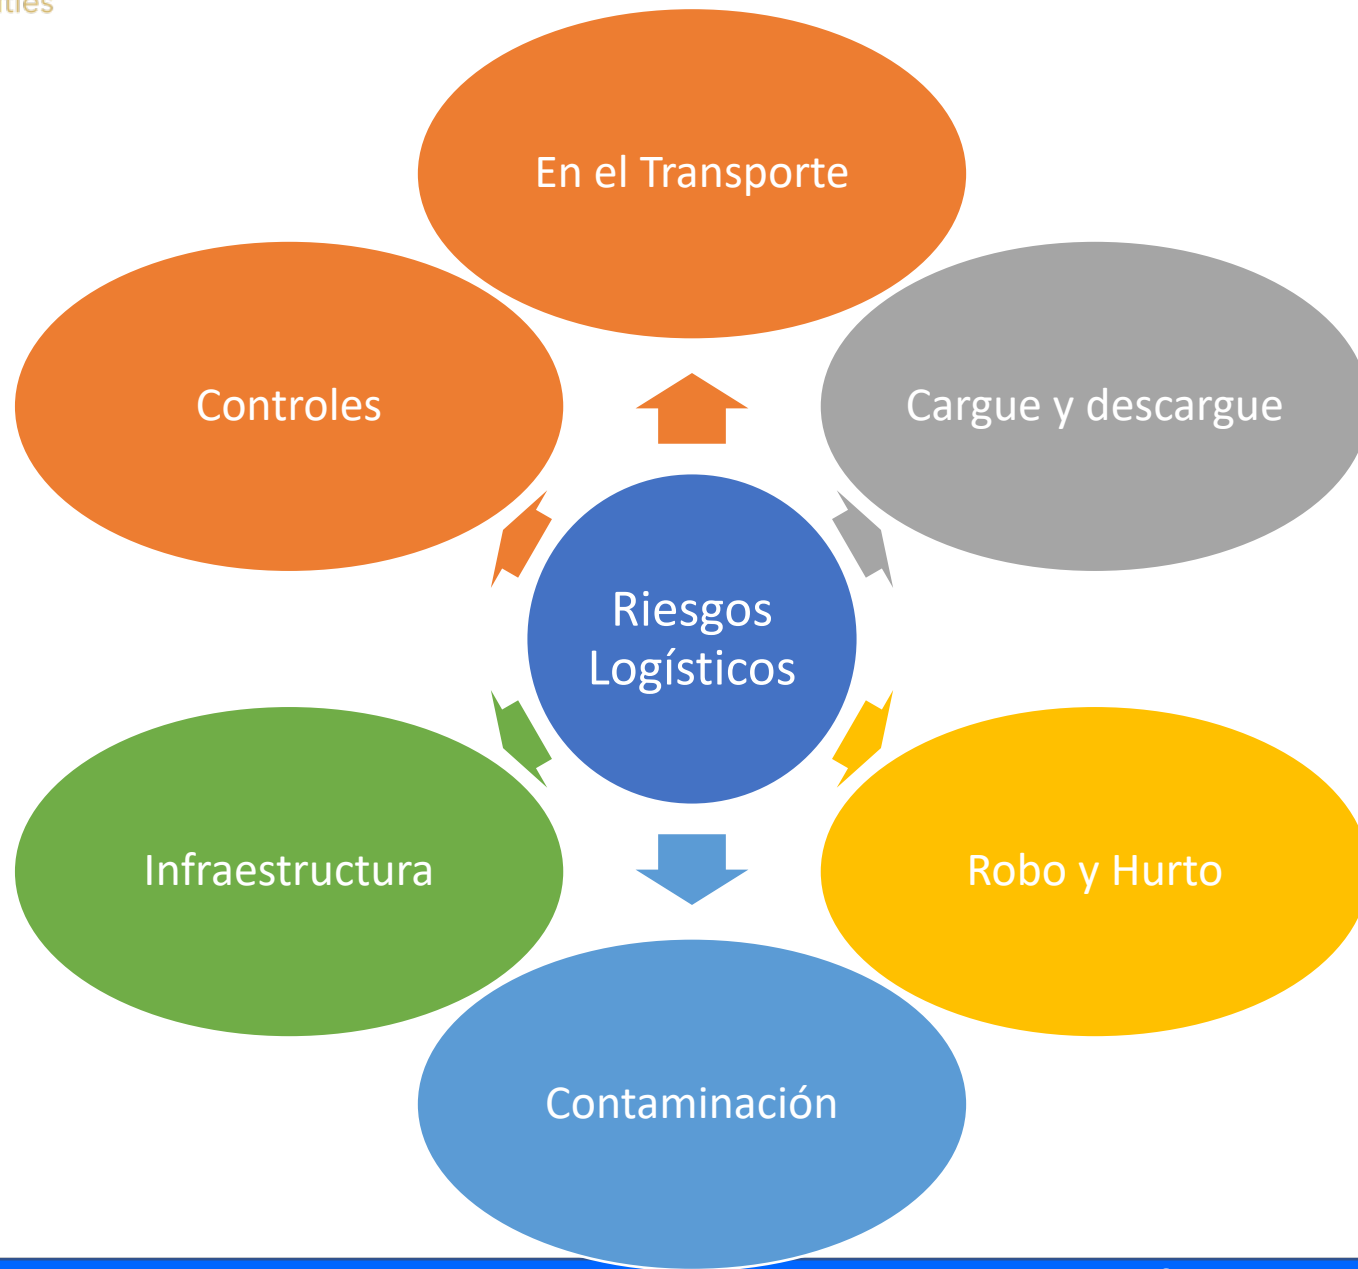 En el Transporte
Controles
Cargue y descargue
Riesgos
Logísticos
Infraestructura
Robo y Hurto
Contaminación